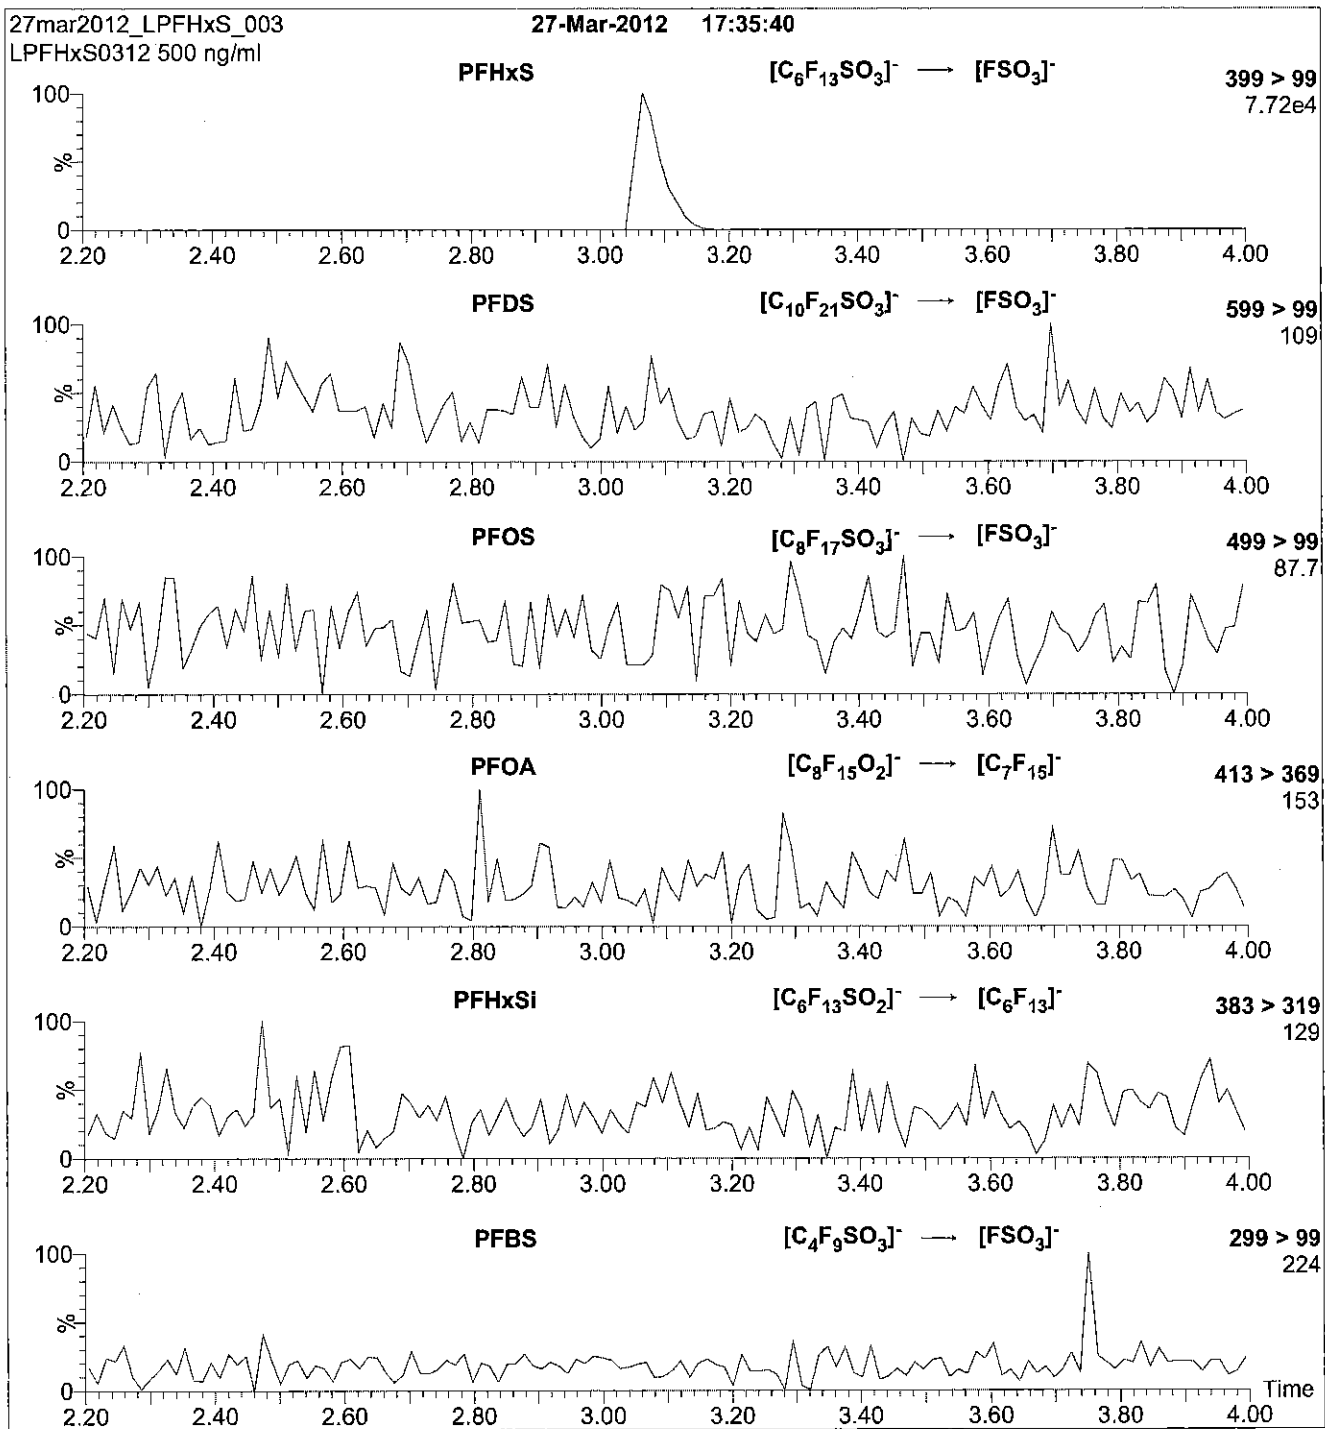 27mar2012_LPFHxS_003 27-Mar-2012 17:35:40
LPFHxS0312 500 ng/ml
PFHxS [C₆F₁₃SO₃]⁻ ⟶ [FSO₃]⁻ 399 > 99
7.72e4
100
%
0
2.20 2.40 2.60 2.80 3.00 3.20 3.40 3.60 3.80 4.00
PFDS [C₁₀F₂₁SO₃]⁻ ⟶ [FSO₃]⁻ 599 > 99
109
100
%
0
2.20 2.40 2.60 2.80 3.00 3.20 3.40 3.60 3.80 4.00
PFOS [C₈F₁₇SO₃]⁻ ⟶ [FSO₃]⁻ 499 > 99
87.7
100
%
0
2.20 2.40 2.60 2.80 3.00 3.20 3.40 3.60 3.80 4.00
PFOA [C₈F₁₅O₂]⁻ ⟶ [C₇F₁₅]⁻ 413 > 369
153
100
%
0
2.20 2.40 2.60 2.80 3.00 3.20 3.40 3.60 3.80 4.00
PFHxSi [C₆F₁₃SO₂]⁻ ⟶ [C₆F₁₃]⁻ 383 > 319
129
100
%
0
2.20 2.40 2.60 2.80 3.00 3.20 3.40 3.60 3.80 4.00
PFBS [C₄F₉SO₃]⁻ ⟶ [FSO₃]⁻ 299 > 99
224
100
%
0
Time
2.20 2.40 2.60 2.80 3.00 3.20 3.40 3.60 3.80 4.00